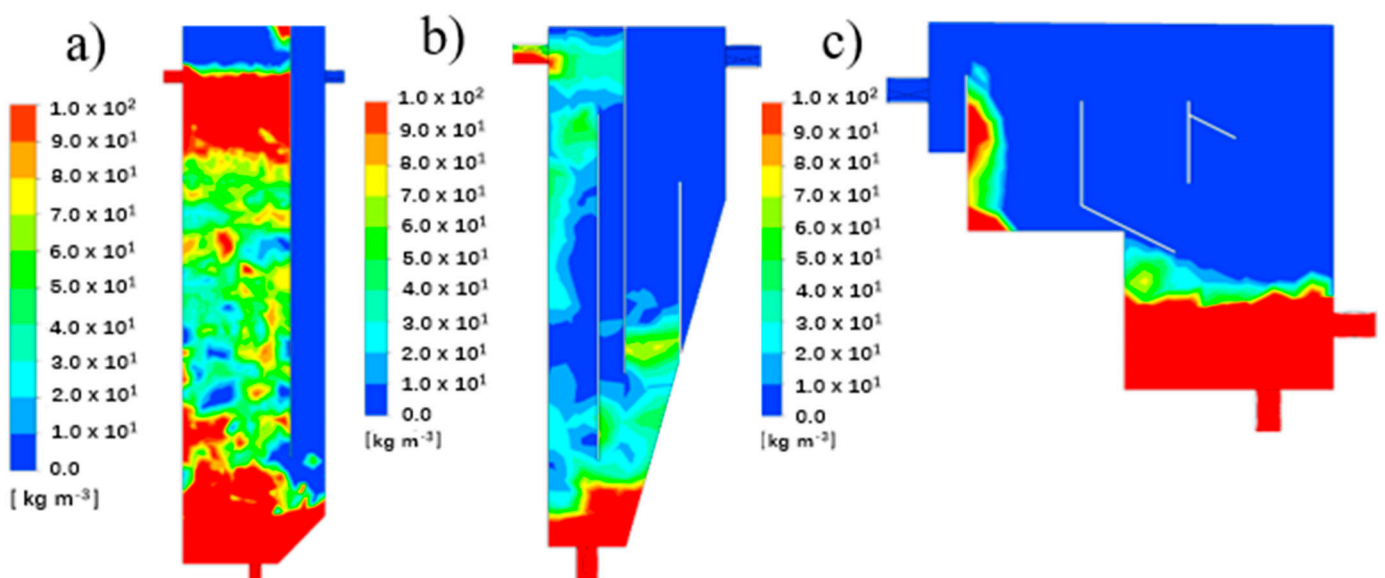 a)
1.0 x 10²
9.0 x 10¹
8.0 x 10¹
7.0 x 10¹
6.0 x 10¹
5.0 x 10¹
4.0 x 10¹
3.0 x 10¹
2.0 x 10¹
1.0 x 10¹
0.0
[ kg m⁻³]
b)
1.0 x 10²
9.0 x 10¹
8.0 x 10¹
7.0 x 10¹
6.0 x 10¹
5.0 x 10¹
4.0 x 10¹
3.0 x 10¹
2.0 x 10¹
1.0 x 10¹
0.0
[kg m⁻³]
c)
1.0 x 10²
9.0 x 10¹
8.0 x 10¹
7.0 x 10¹
6.0 x 10¹
5.0 x 10¹
4.0 x 10¹
3.0 x 10¹
2.0 x 10¹
1.0 x 10¹
0.0
[kg m⁻³]